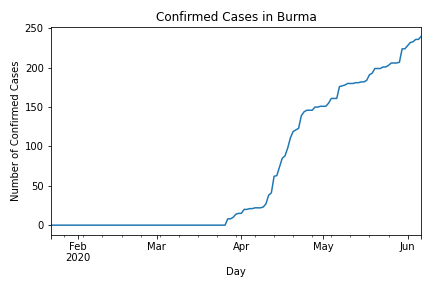 Confirmed Cases in Burma
Number of Confirmed Cases
250
200
150
100
50
0
Feb
2020
Mar
Apr
May
Jun
Day